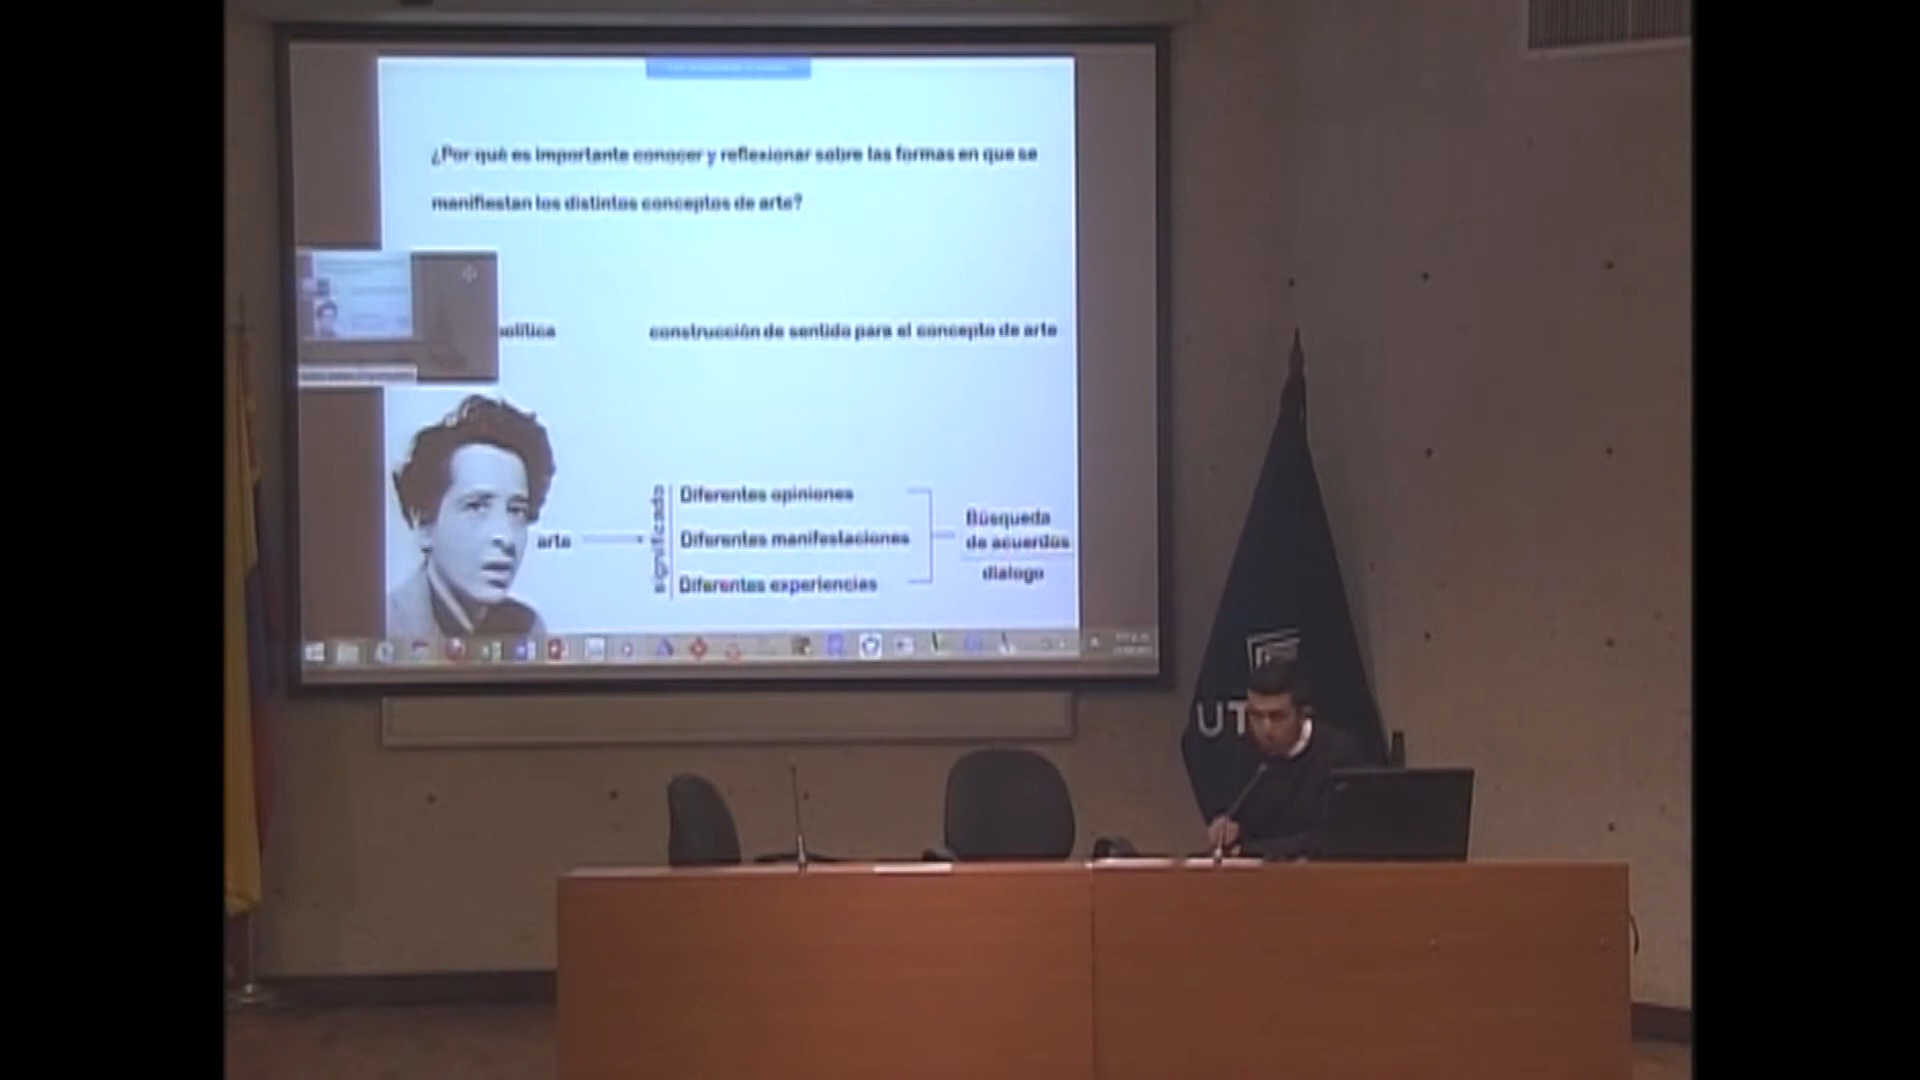 ¿Por qué es importante conocer y reflexionar sobre las formas en que se
manifiestan los distintos conceptos de arte?
olítica
construcción de sentido para el concepto de arte
arte
significado
Diferentes opiniones
Diferentes manifestaciones
Diferentes experiencias
Búsqueda
de acuerdos
dialogo
UT